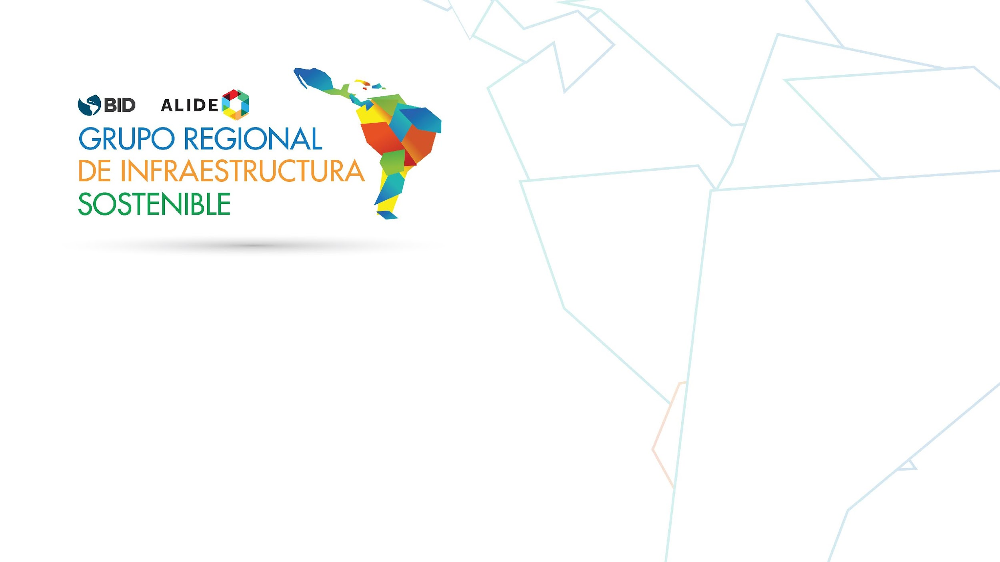 BID ALIDE
GRUPO REGIONAL
DE INFRAESTRUCTURA
SOSTENIBLE